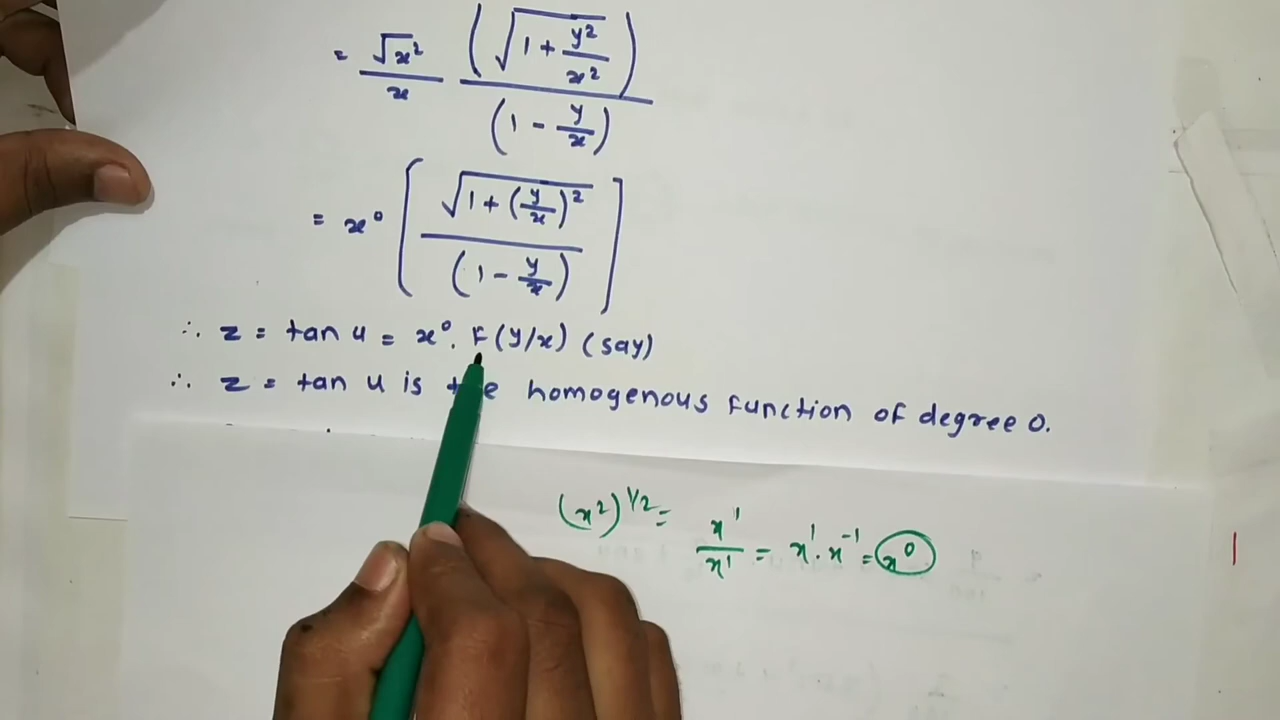 = √x² / x (√1 + y²/x²) / (1 - y/x)
= x⁰ [ √1 + (y/x)² / (1 - y/x) ]
∴ z = tan u = x⁰. F(y/x) (say)
∴ z = tan u is the homogenous function of degree 0.
(x²)^1/2 = x¹/x¹ = x¹. x⁻¹ = x⁰